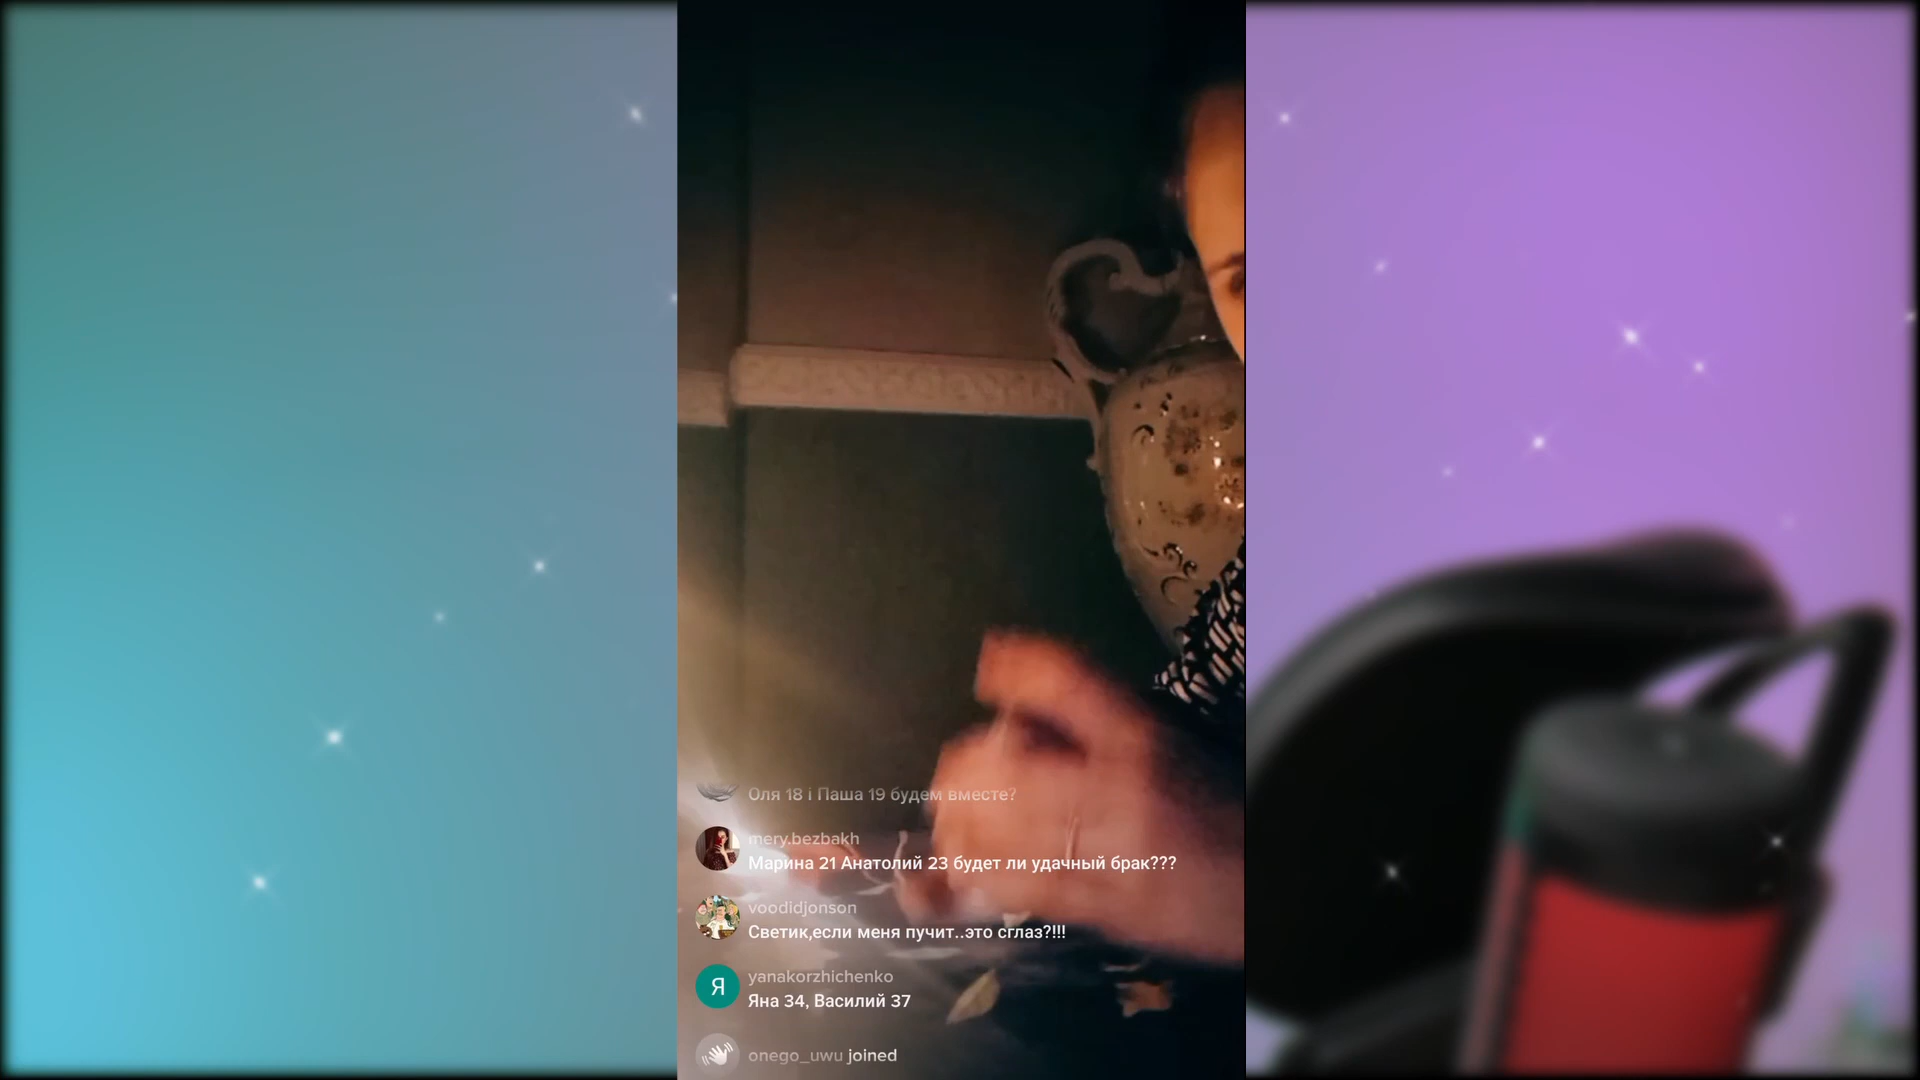 Оля 18 і Паша 19 будем вместе?
mery.bezbakh
Марина 21 Анатолий 23 будет ли удачный брак???
voodidjonson
Светик,если меня пучит..это сглаз?!!!
Я
yanakorzhichenko
Яна 34, Василий 37
onego_uwu joined